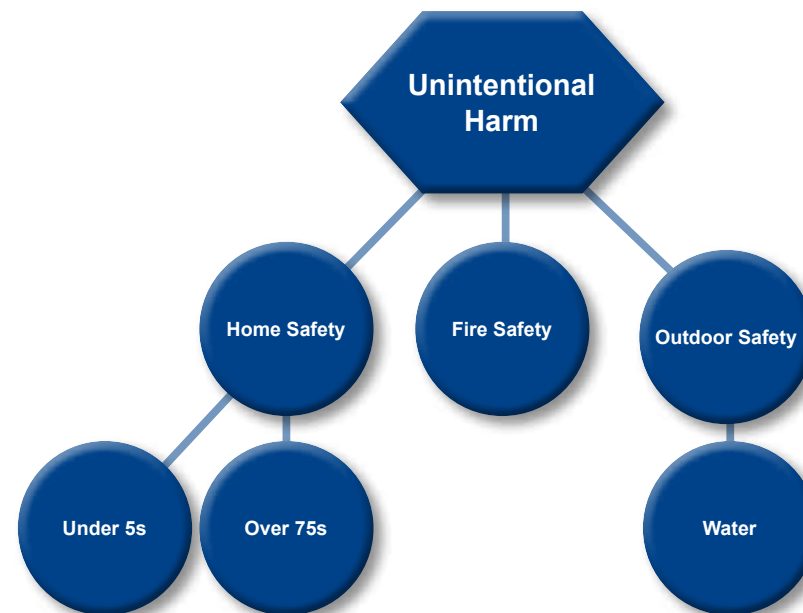 Unintentional
Harm
Home Safety
Fire Safety
Outdoor Safety
Under 5s
Over 75s
Water